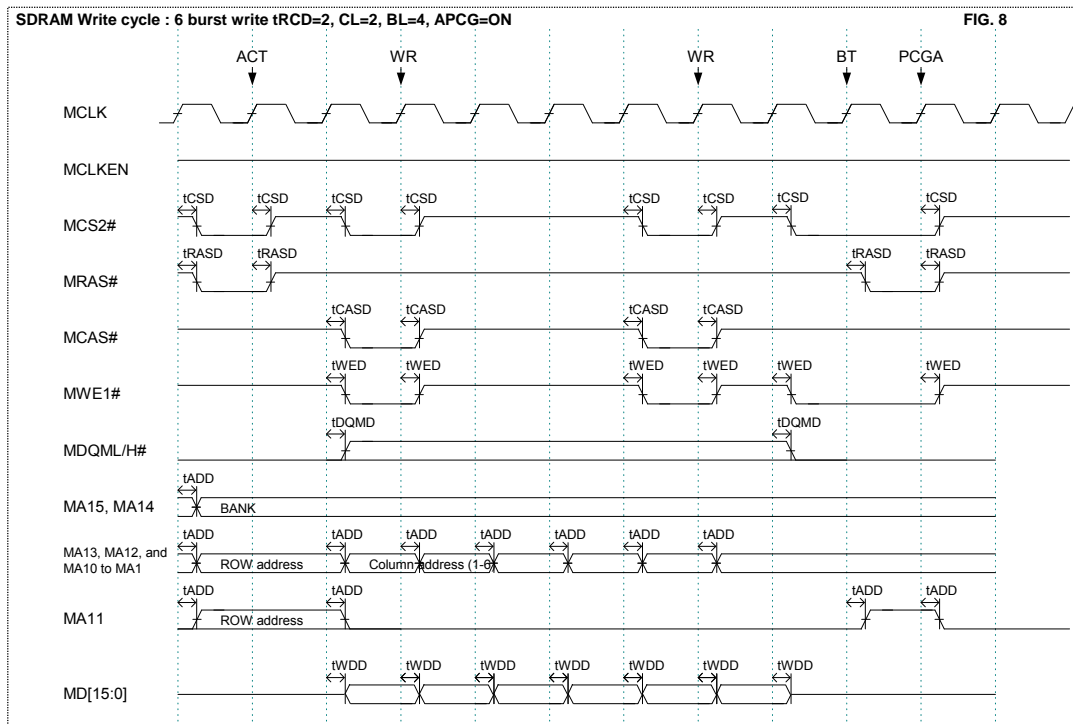 SDRAM Write cycle : 6 burst write tRCD=2, CL=2, BL=4, APCG=ON FIG. 8
ACT WR WR BT PCGA
MCLK
MCLKEN
tCSD tCSD tCSD tCSD tCSD tCSD tCSD tCSD
MCS2#
tRASD tRASD tRASD tRASD
MRAS#
tCASD tCASD tCASD tCASD
MCAS#
tWED tWED tWED tWED tWED tWED
MWE1#
tDQMD tDQMD
MDQML/H#
tADD
MA15, MA14 BANK
tADD tADD tADD tADD tADD tADD tADD
MA13, MA12, and
MA10 to MA1
ROW address Column address (1-6)
tADD tADD tADD tADD
MA11 ROW address
tWDD tWDD tWDD tWDD tWDD tWDD tWDD
MD[15:0]